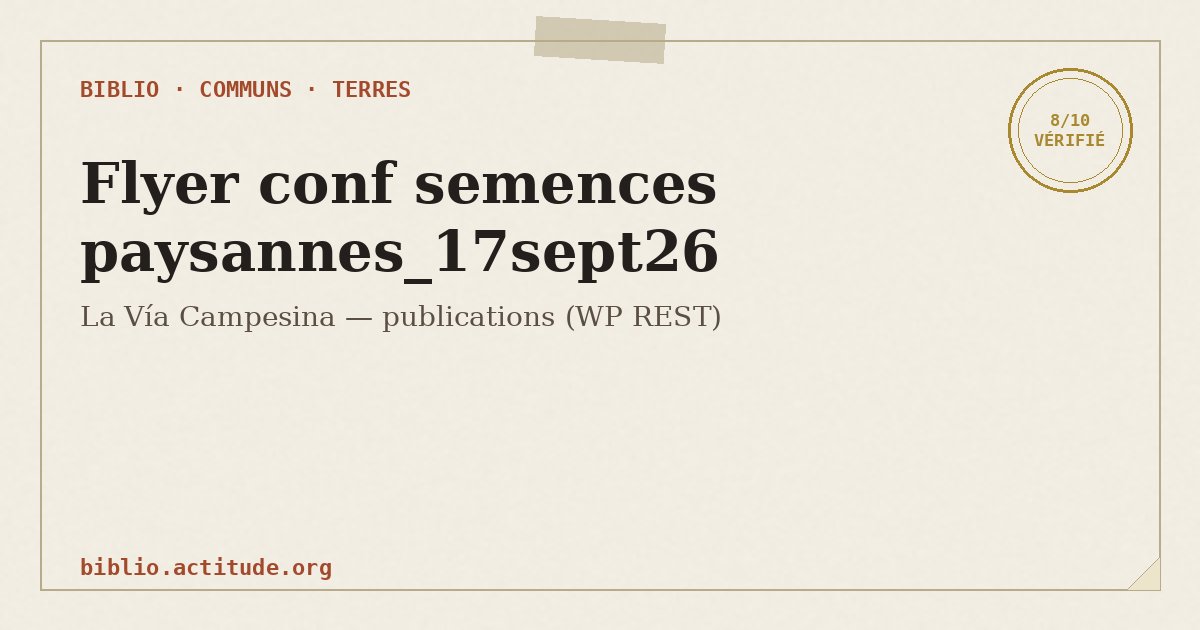 BIBLIO · COMMUNS · TERRES
8/10
VÉRIFIÉ
Flyer conf semences
paysannes_17sept26
La Vía Campesina — publications (WP REST)
biblio.actitude.org